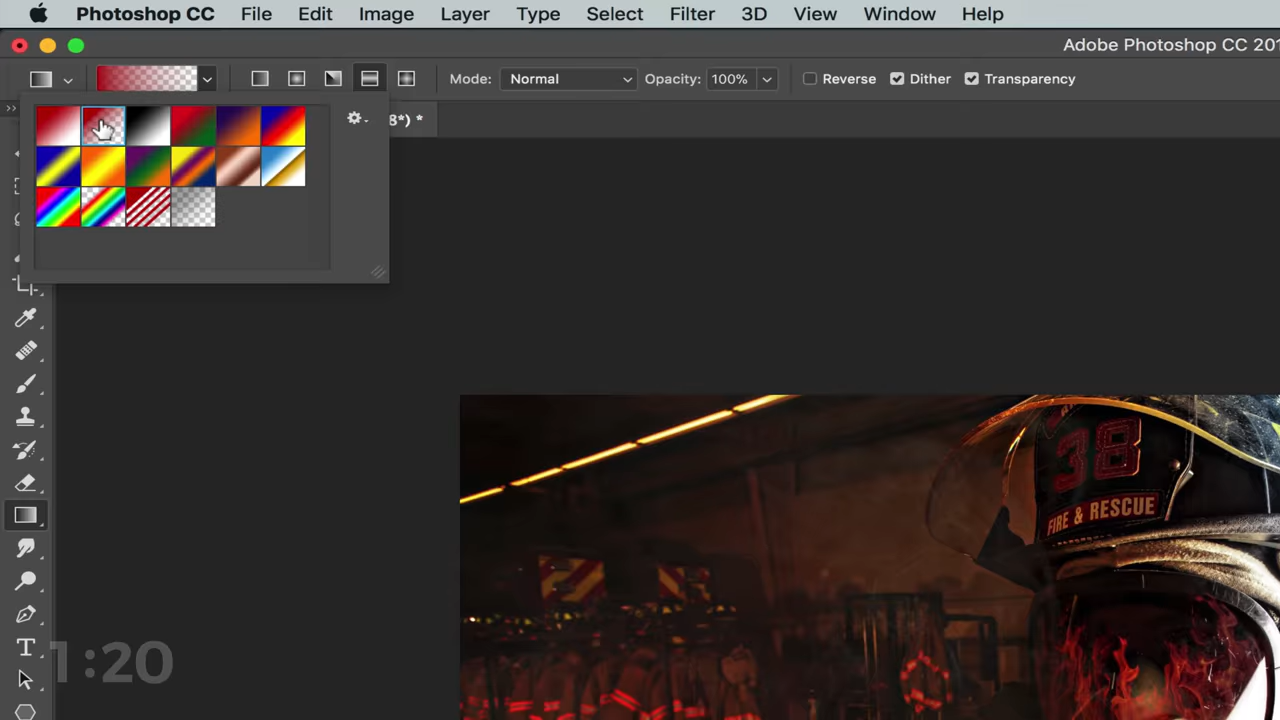 Photoshop CC File Edit Image Layer Type Select Filter 3D View Window Help
Adobe Photoshop CC 201
Mode: Normal Opacity: 100% Reverse Dither Transparency
8*) *
38
FIRE & RESCUE
T
1:20